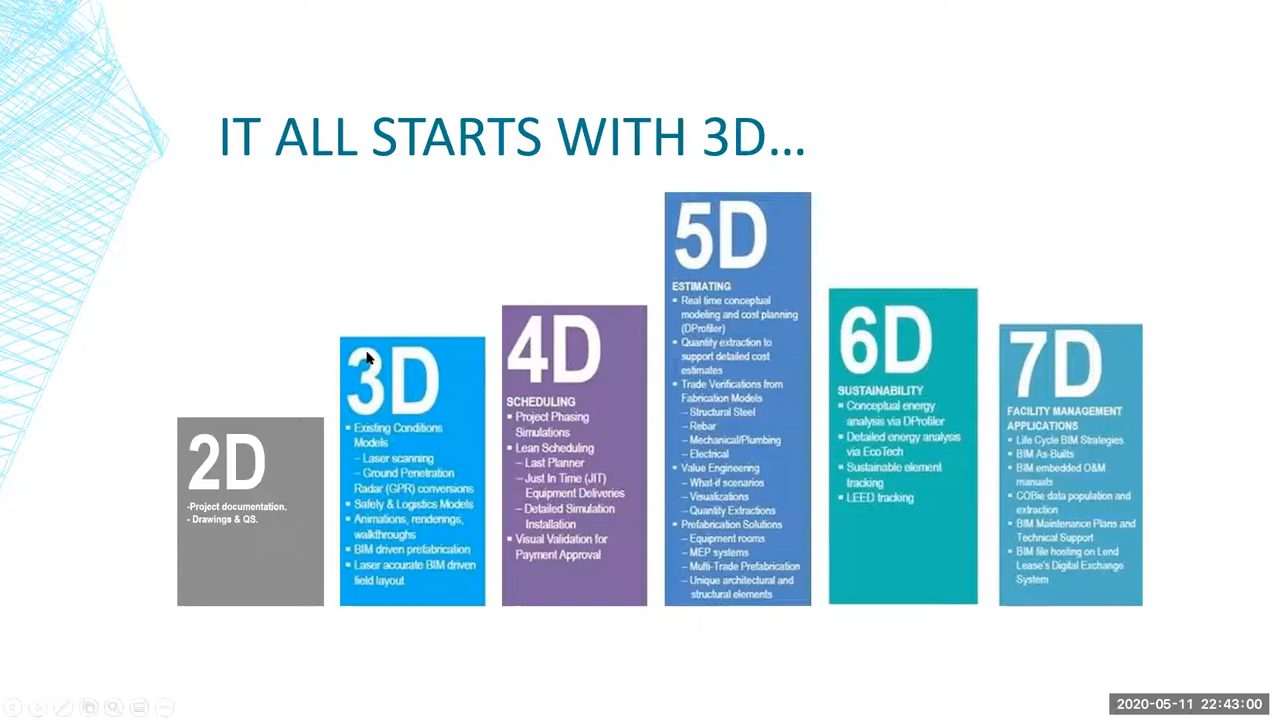 IT ALL STARTS WITH 3D...
2D
-Project documentation.
- Drawings & QS.
3D
▪ Existing Conditions
Models
– Laser scanning
– Ground Penetration
Radar (GPR) conversions
▪ Safety & Logistics Models
▪ Animations, renderings,
walkthroughs
▪ BIM driven prefabrication
▪ Laser accurate BIM driven
field layout
4D
SCHEDULING
▪ Project Phasing
Simulations
▪ Lean Scheduling
– Last Planner
– Just In Time (JIT)
Equipment Deliveries
– Detailed Simulation
Installation
▪ Visual Validation for
Payment Approval
5D
ESTIMATING
▪ Real time conceptual
modeling and cost planning
(DProfiler)
▪ Quantity extraction to
support detailed cost
estimates
▪ Trade Verifications from
Fabrication Models
– Structural Steel
– Rebar
– Mechanical/Plumbing
– Electrical
▪ Value Engineering
– What-if scenarios
– Visualizations
– Quantity Extractions
▪ Prefabrication Solutions
– Equipment rooms
– MEP systems
– Multi-Trade Prefabrication
– Unique architectural and
structural elements
6D
SUSTAINABILITY
▪ Conceptual energy
analysis via DProfiler
▪ Detailed energy analysis
via EcoTech
▪ Sustainable element
tracking
▪ LEED tracking
7D
FACILITY MANAGEMENT
APPLICATIONS
▪ Life Cycle BIM Strategies
▪ BIM As-Builts
▪ BIM embedded O&M
manuals
▪ COBie data population and
extraction
▪ BIM Maintenance Plans and
Technical Support
▪ BIM file hosting on Lend
Lease's Digital Exchange
System
2020-05-11 22:43:00